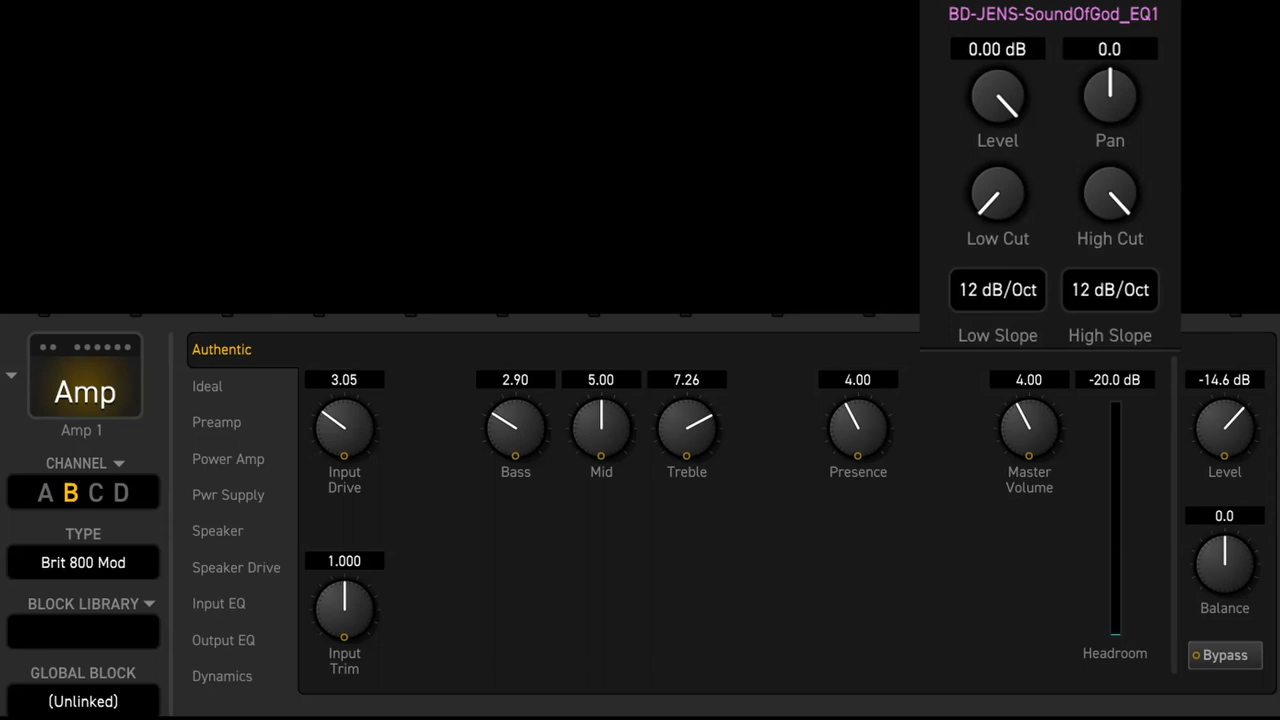 BD-JENS-SoundOfGod_EQ1
0.00 dB 0.0
Level Pan
Low Cut High Cut
12 dB/Oct 12 dB/Oct
Low Slope High Slope
Amp
Amp 1
CHANNEL
A B C D
TYPE
Brit 800 Mod
BLOCK LIBRARY
GLOBAL BLOCK
(Unlinked)
Authentic
Ideal
Preamp
Power Amp
Pwr Supply
Speaker
Speaker Drive
Input EQ
Output EQ
Dynamics
3.05 2.90 5.00 7.26 4.00 4.00 -20.0 dB -14.6 dB
Input Drive Bass Mid Treble Presence Master Volume Level
1.000
Input Trim
Headroom
0.0
Balance
Bypass